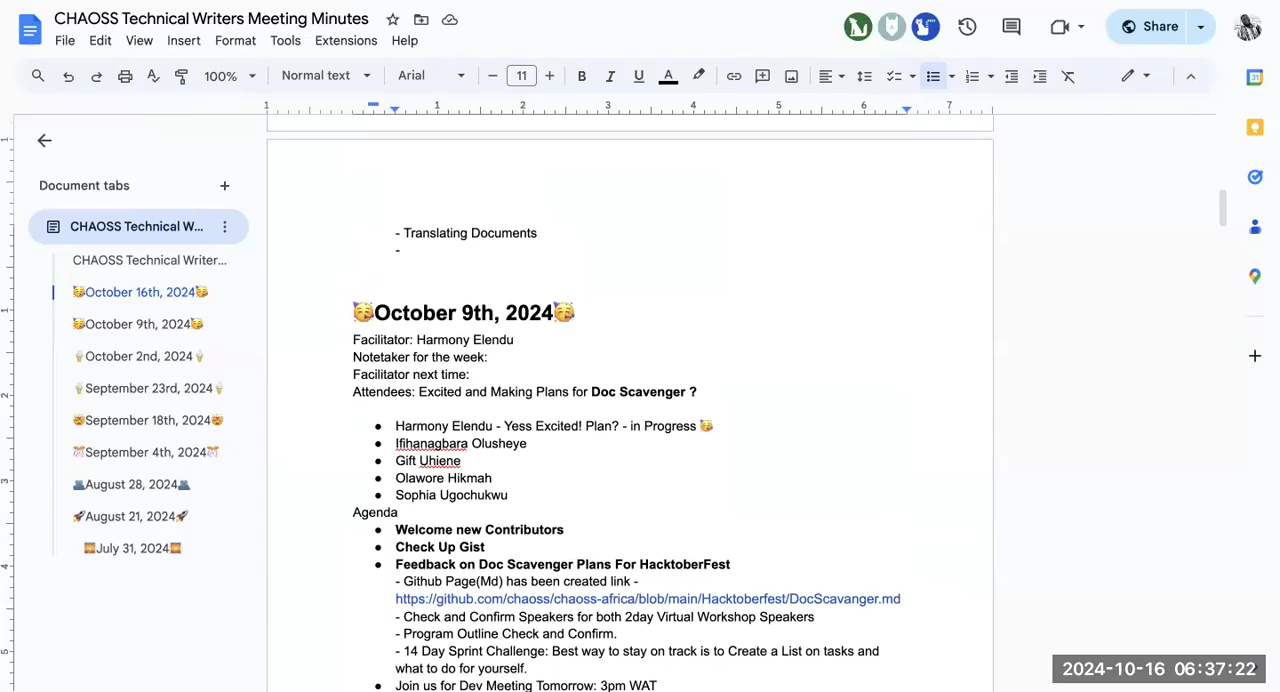 CHAOSS Technical Writers Meeting Minutes
File Edit View Insert Format Tools Extensions Help
Share
100% Normal text Arial 11
1 1 2 3 4 5 6 7
Document tabs
CHAOSS Technical W...
CHAOSS Technical Writer...
🥳October 16th, 2024🥳
🥳October 9th, 2024🥳
🍦October 2nd, 2024🍦
🍦September 23rd, 2024🍦
🤯September 18th, 2024🤯
🎊September 4th, 2024🎊
👥August 28, 2024👥
🚀August 21, 2024🚀
🌅July 31, 2024🌅
- Translating Documents
-
🥳October 9th, 2024🥳
Facilitator: Harmony Elendu
Notetaker for the week:
Facilitator next time:
Attendees: Excited and Making Plans for Doc Scavenger ?
● Harmony Elendu - Yess Excited! Plan? - in Progress 🥳
● Ifihanagbara Olusheye
● Gift Uhiene
● Olawore Hikmah
● Sophia Ugochukwu
Agenda
● Welcome new Contributors
● Check Up Gist
● Feedback on Doc Scavenger Plans For HacktoberFest
- Github Page(Md) has been created link -
https://github.com/chaoss/chaoss-africa/blob/main/Hacktoberfest/DocScavanger.md
- Check and Confirm Speakers for both 2day Virtual Workshop Speakers
- Program Outline Check and Confirm.
- 14 Day Sprint Challenge: Best way to stay on track is to Create a List on tasks and
what to do for yourself.
● Join us for Dev Meeting Tomorrow: 3pm WAT
2024-10-16 06:37:22